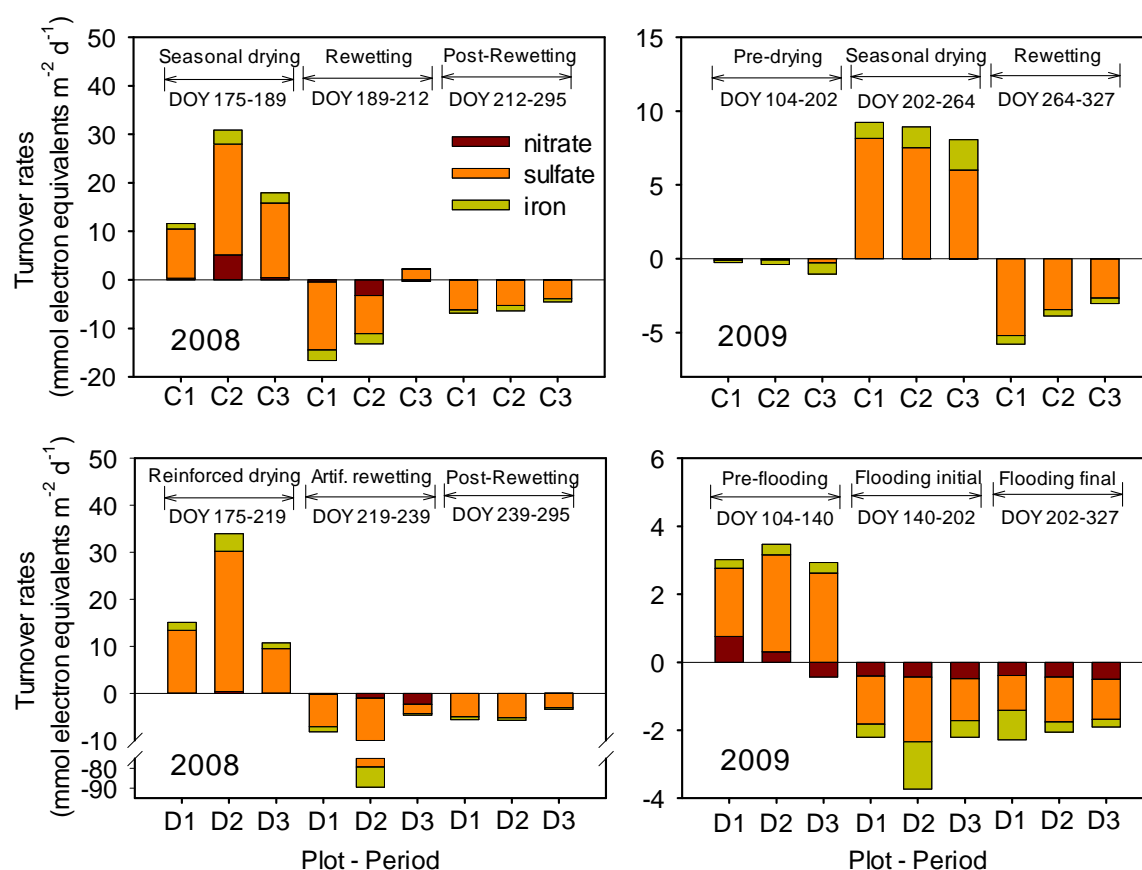 Turnover rates
(mmol electron equivalents m⁻² d⁻¹)
50
40
30
20
10
0
-10
-20
Seasonal drying Rewetting Post-Rewetting
DOY 175-189 DOY 189-212 DOY 212-295
nitrate
sulfate
iron
2008
C1 C2 C3 C1 C2 C3 C1 C2 C3
15
10
5
0
-5
Pre-drying Seasonal drying Rewetting
DOY 104-202 DOY 202-264 DOY 264-327
2009
C1 C2 C3 C1 C2 C3 C1 C2 C3
Turnover rates
(mmol electron equivalents m⁻² d⁻¹)
50
40
30
20
10
0
-10
-80
-90
Reinforced drying Artif. rewetting Post-Rewetting
DOY 175-219 DOY 219-239 DOY 239-295
2008
D1 D2 D3 D1 D2 D3 D1 D2 D3
Plot - Period
6
4
2
0
-2
-4
Pre-flooding Flooding initial Flooding final
DOY 104-140 DOY 140-202 DOY 202-327
2009
D1 D2 D3 D1 D2 D3 D1 D2 D3
Plot - Period